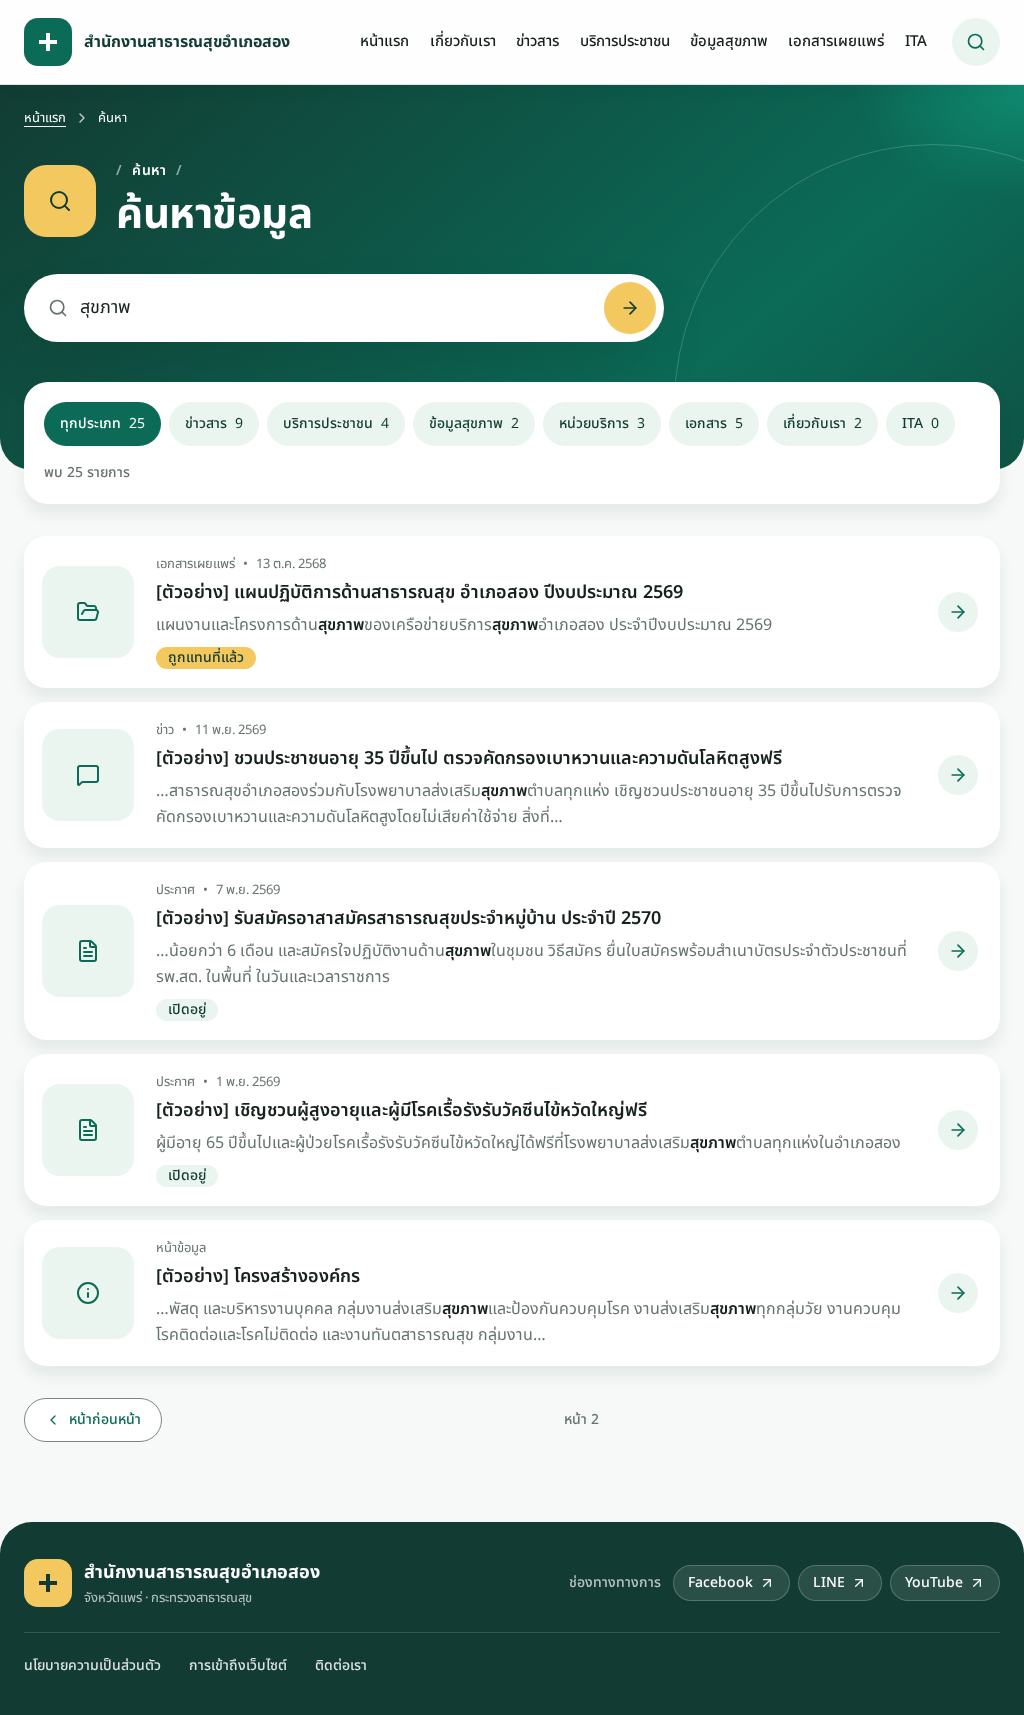 สำนักงานสาธารณสุขอำเภอสอง
หน้าแรก เกี่ยวกับเรา ข่าวสาร บริการประชาชน ข้อมูลสุขภาพ เอกสารเผยแพร่ ITA
หน้าแรก ค้นหา
/ ค้นหา /
ค้นหาข้อมูล
สุขภาพ
ทุกประเภท 25 ข่าวสาร 9 บริการประชาชน 4 ข้อมูลสุขภาพ 2 หน่วยบริการ 3 เอกสาร 5 เกี่ยวกับเรา 2 ITA 0
พบ 25 รายการ
เอกสารเผยแพร่ • 13 ต.ค. 2568
[ตัวอย่าง] แผนปฏิบัติการด้านสาธารณสุข อำเภอสอง ปีงบประมาณ 2569
แผนงานและโครงการด้านสุขภาพของเครือข่ายบริการสุขภาพอำเภอสอง ประจำปีงบประมาณ 2569
ถูกแทนที่แล้ว
ข่าว • 11 พ.ย. 2569
[ตัวอย่าง] ชวนประชาชนอายุ 35 ปีขึ้นไป ตรวจคัดกรองเบาหวานและความดันโลหิตสูงฟรี
…สาธารณสุขอำเภอสองร่วมกับโรงพยาบาลส่งเสริมสุขภาพตำบลทุกแห่ง เชิญชวนประชาชนอายุ 35 ปีขึ้นไปรับการตรวจ
คัดกรองเบาหวานและความดันโลหิตสูงโดยไม่เสียค่าใช้จ่าย สิ่งที่…
ประกาศ • 7 พ.ย. 2569
[ตัวอย่าง] รับสมัครอาสาสมัครสาธารณสุขประจำหมู่บ้าน ประจำปี 2570
…น้อยกว่า 6 เดือน และสมัครใจปฏิบัติงานด้านสุขภาพในชุมชน วิธีสมัคร ยื่นใบสมัครพร้อมสำเนาบัตรประจำตัวประชาชนที่
รพ.สต. ในพื้นที่ ในวันและเวลาราชการ
เปิดอยู่
ประกาศ • 1 พ.ย. 2569
[ตัวอย่าง] เชิญชวนผู้สูงอายุและผู้มีโรคเรื้อรังรับวัคซีนไข้หวัดใหญ่ฟรี
ผู้มีอายุ 65 ปีขึ้นไปและผู้ป่วยโรคเรื้อรังรับวัคซีนไข้หวัดใหญ่ได้ฟรีที่โรงพยาบาลส่งเสริมสุขภาพตำบลทุกแห่งในอำเภอสอง
เปิดอยู่
หน้าข้อมูล
[ตัวอย่าง] โครงสร้างองค์กร
…พัสดุ และบริหารงานบุคคล กลุ่มงานส่งเสริมสุขภาพและป้องกันควบคุมโรค งานส่งเสริมสุขภาพทุกกลุ่มวัย งานควบคุม
โรคติดต่อและโรคไม่ติดต่อ และงานทันตสาธารณสุข กลุ่มงาน…
หน้าก่อนหน้า หน้า 2
สำนักงานสาธารณสุขอำเภอสอง
จังหวัดแพร่ · กระทรวงสาธารณสุข
ช่องทางทางการ Facebook LINE YouTube
นโยบายความเป็นส่วนตัว การเข้าถึงเว็บไซต์ ติดต่อเรา